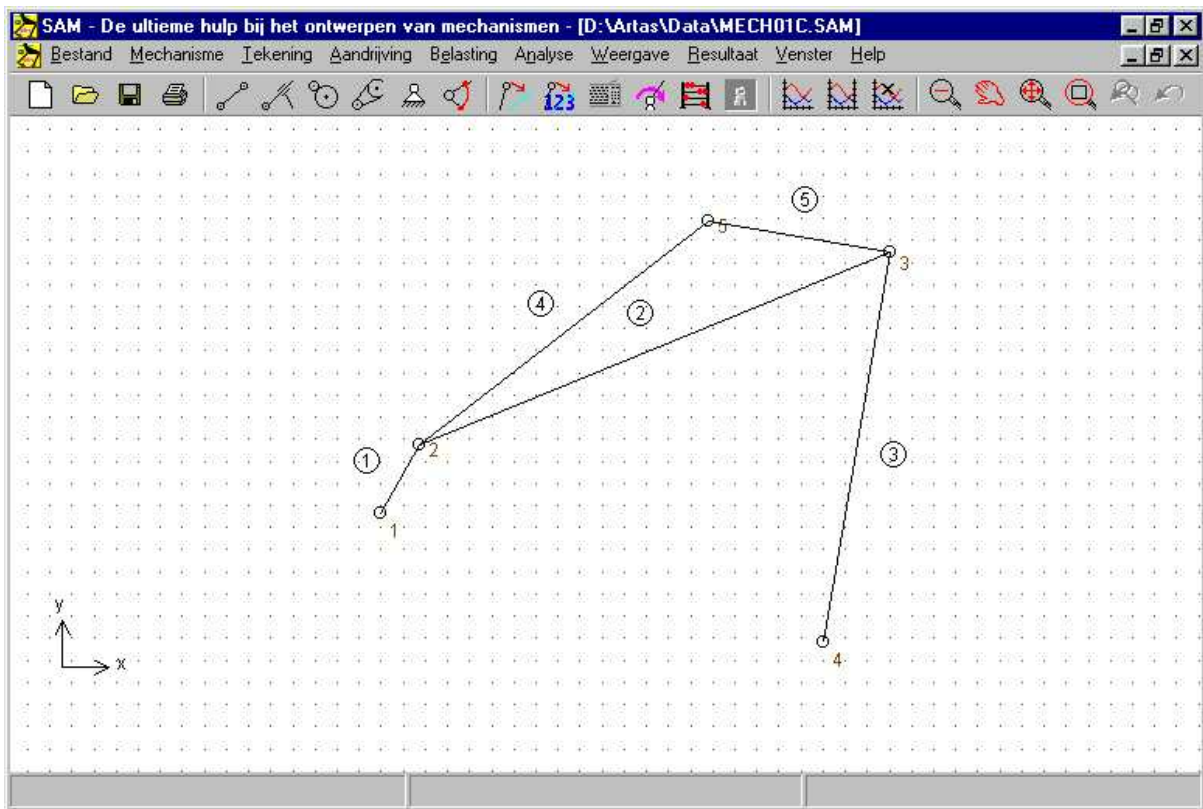 SAM - De ultieme hulp bij het ontwerpen van mechanismen - [D:\Artas\Data\MECH01C.SAM]
Bestand Mechanisme Tekening Aandrijving Belasting Analyse Weergave Resultaat Venster Help
123
5
5
3
4
2
2
1
3
1
y
4
x